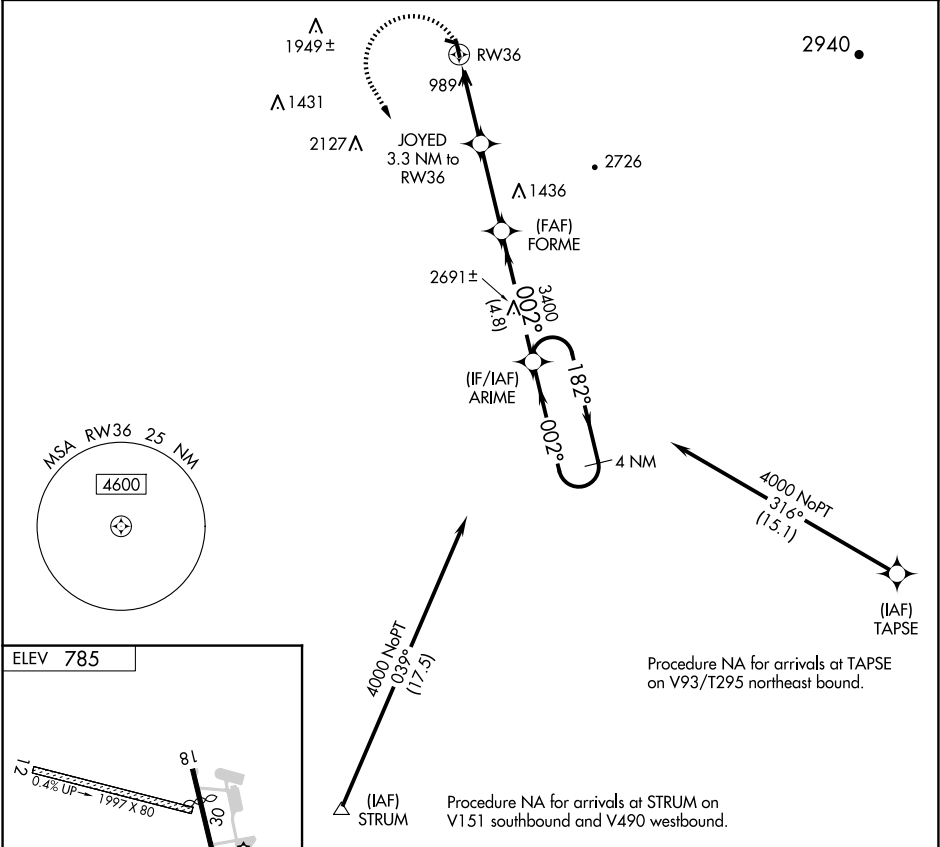 1949 ±
RW36
2940
989
1431
2127
JOYED
3.3 NM to
RW36
2726
1436
(FAF)
FORME
2691 ±
3400
002°
(4.8)
(IF/IAF)
ARIME
182°
002°
4 NM
MSA RW36 25 NM
4600
4000 NoPT
316°
(15.1)
(IAF)
TAPSE
4000 NoPT
039°
(17.5)
Procedure NA for arrivals at TAPSE
on V93/T295 northeast bound.
(IAF)
STRUM
Procedure NA for arrivals at STRUM on
V151 southbound and V490 westbound.
ELEV 785
18
12
0.4% UP
1997 X 80
30